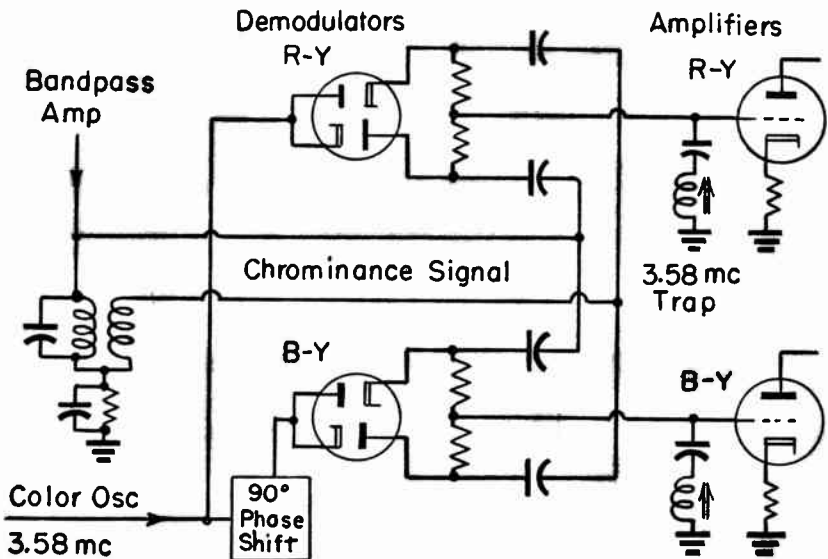 Demodulators
R-Y
Amplifiers
R-Y
Bandpass
Amp
Chrominance Signal
3.58 mc
Trap
B-Y
B-Y
Color Osc
3.58 mc
90°
Phase
Shift